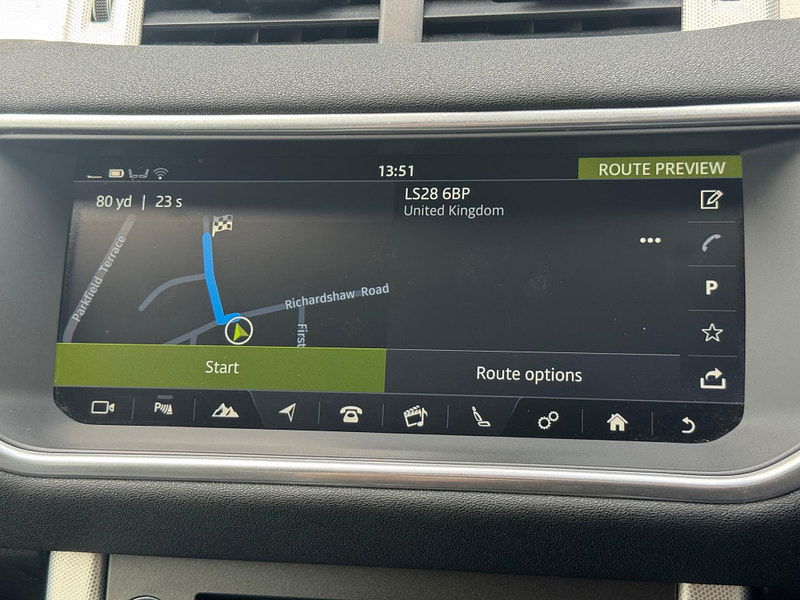 13:51
ROUTE PREVIEW
80 yd | 23 s
LS28 6BP
United Kingdom
Parkfield Terrace
Richardshaw Road
First
Start
Route options
P
P